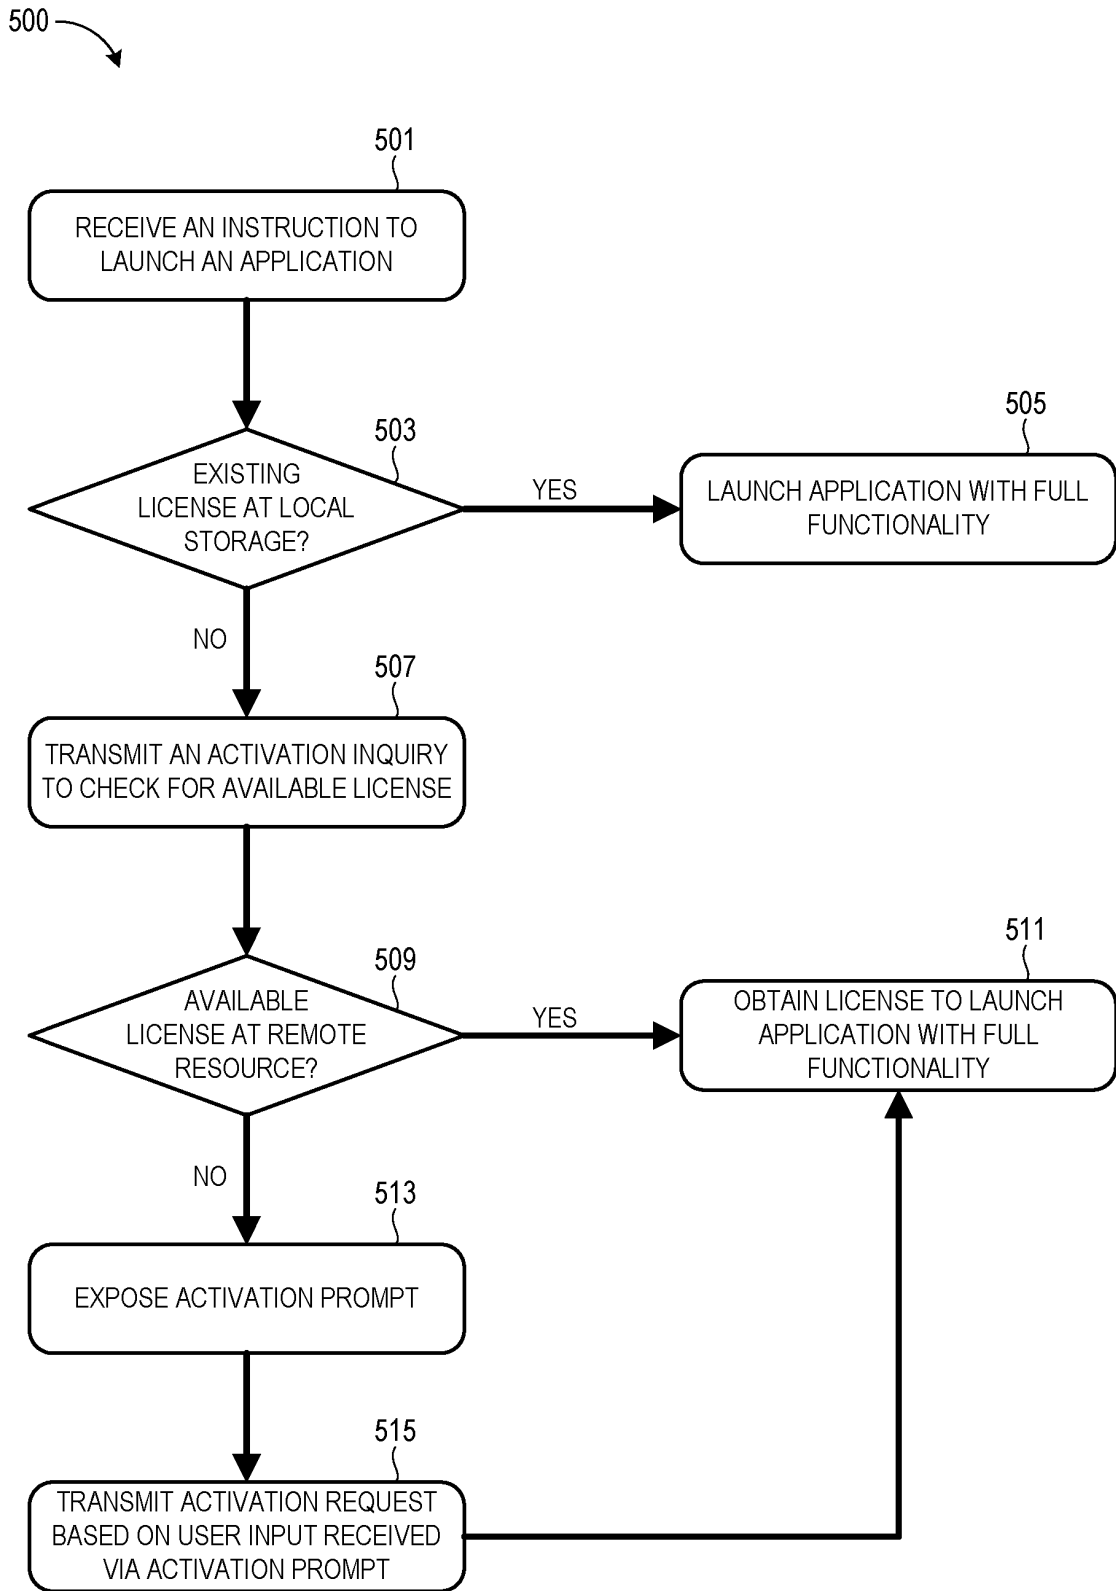 500
501
RECEIVE AN INSTRUCTION TO
LAUNCH AN APPLICATION
503
EXISTING
LICENSE AT LOCAL
STORAGE?
YES
505
LAUNCH APPLICATION WITH FULL
FUNCTIONALITY
NO
507
TRANSMIT AN ACTIVATION INQUIRY
TO CHECK FOR AVAILABLE LICENSE
509
AVAILABLE
LICENSE AT REMOTE
RESOURCE?
YES
511
OBTAIN LICENSE TO LAUNCH
APPLICATION WITH FULL
FUNCTIONALITY
NO
513
EXPOSE ACTIVATION PROMPT
515
TRANSMIT ACTIVATION REQUEST
BASED ON USER INPUT RECEIVED
VIA ACTIVATION PROMPT